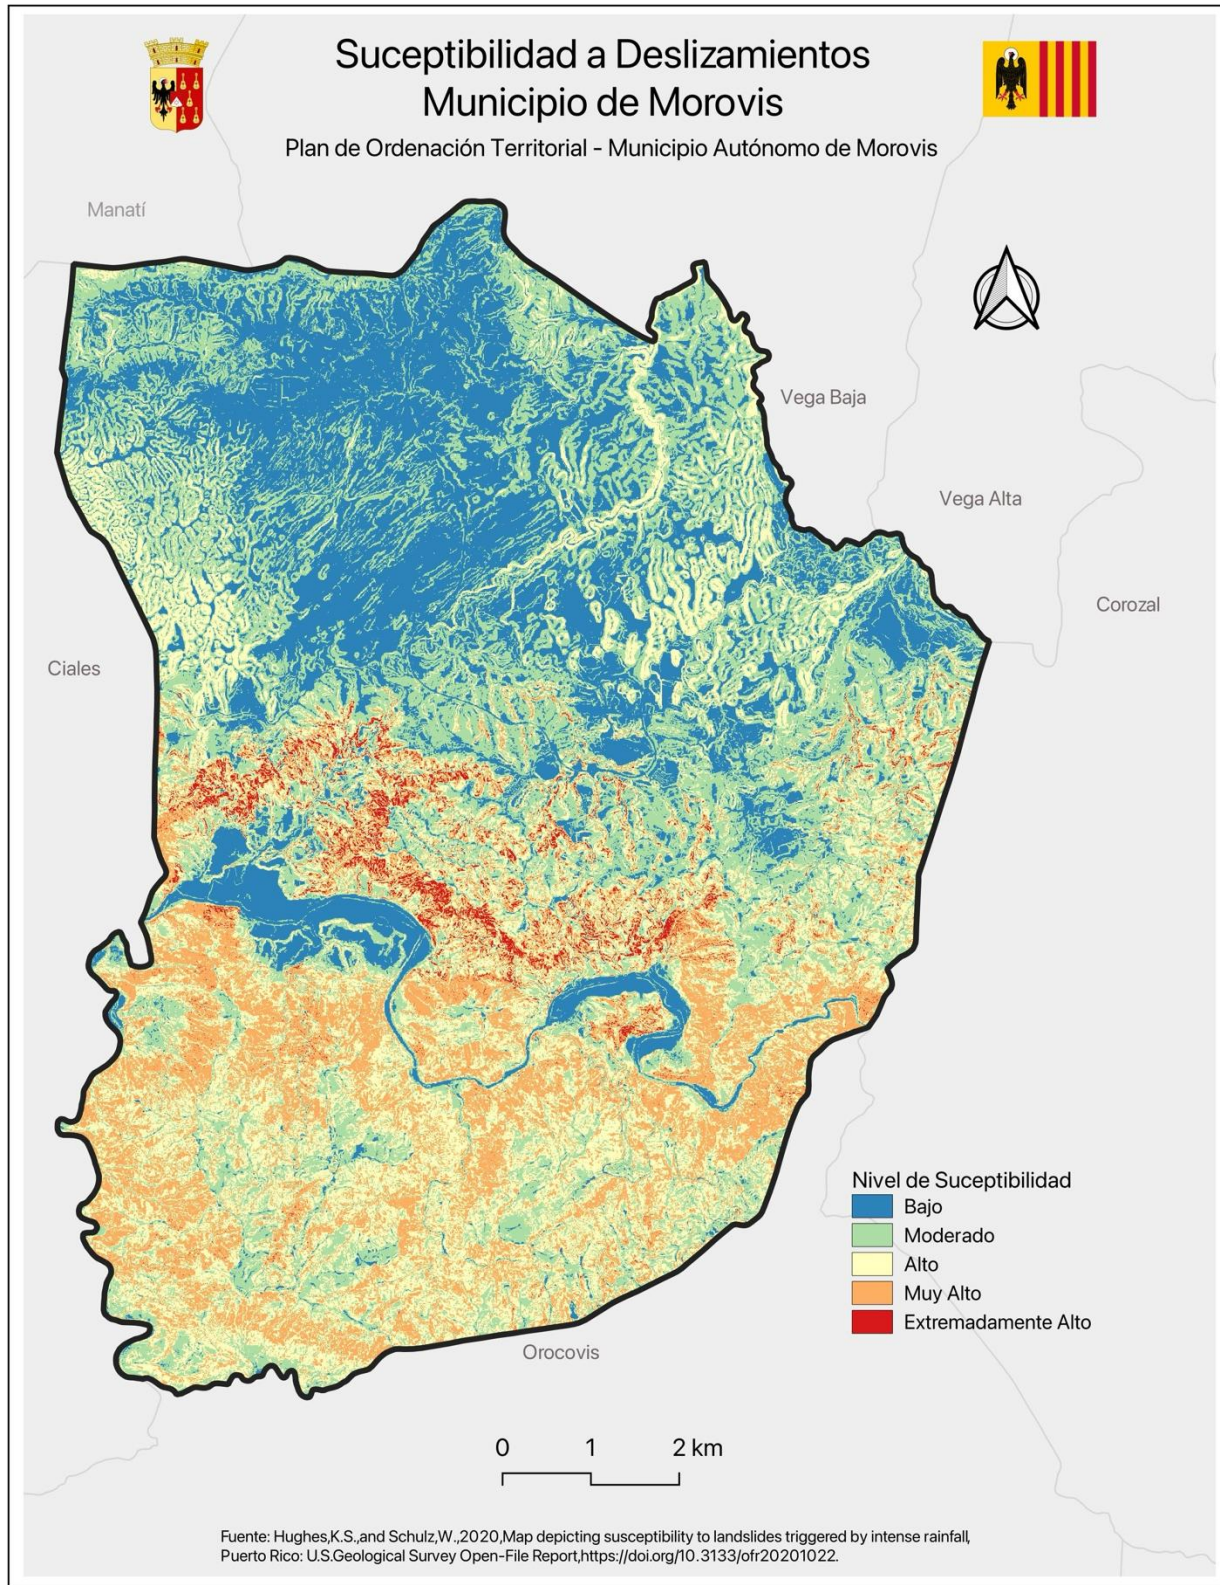 Suceptibilidad a Deslizamientos
Municipio de Morovis
Plan de Ordenación Territorial - Municipio Autónomo de Morovis
Manatí
Vega Baja
Vega Alta
Corozal
Ciales
Nivel de Suceptibilidad
Bajo
Moderado
Alto
Muy Alto
Extremadamente Alto
Orocovis
0 1 2 km
Fuente: Hughes,K.S.,and Schulz,W.,2020,Map depicting susceptibility to landslides triggered by intense rainfall,
Puerto Rico: U.S.Geological Survey Open-File Report,https://doi.org/10.3133/ofr20201022.